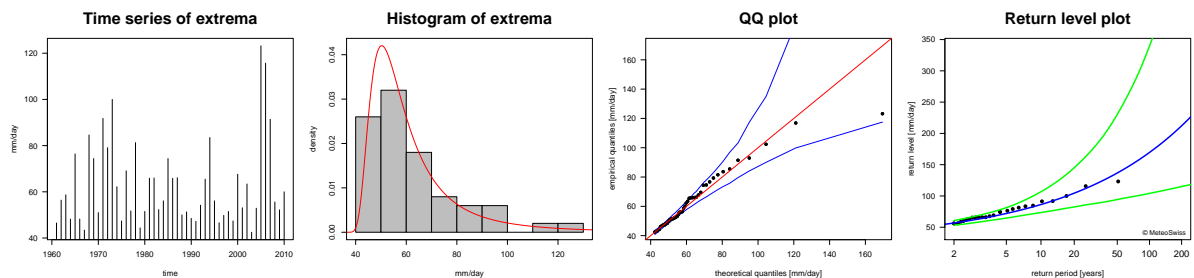 Time series of extrema
Histogram of extrema
QQ plot
Return level plot
mm/day
120
100
80
60
40
1960 1970 1980 1990 2000 2010
time
density
0.04
0.03
0.02
0.01
0.00
40 60 80 100 120
mm/day
empirical quantiles [mm/day]
160
140
120
100
80
60
40
40 60 80 100 120 140 160
theoretical quantiles [mm/day]
return level [mm/day]
350
300
250
200
150
100
50
© MeteoSwiss
2 5 10 20 50 100 200
return period [years]